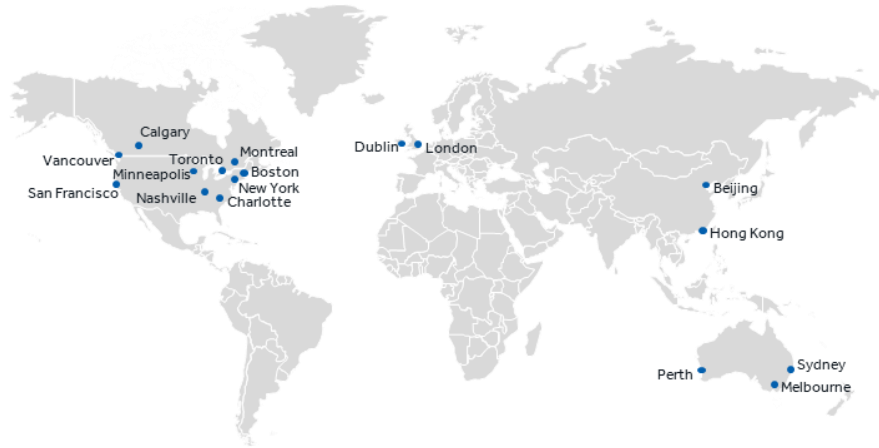 Calgary
Vancouver
Toronto
Montreal
Minneapolis
Boston
San Francisco
New York
Nashville
Charlotte
Dublin
London
Beijing
Hong Kong
Perth
Sydney
Melbourne